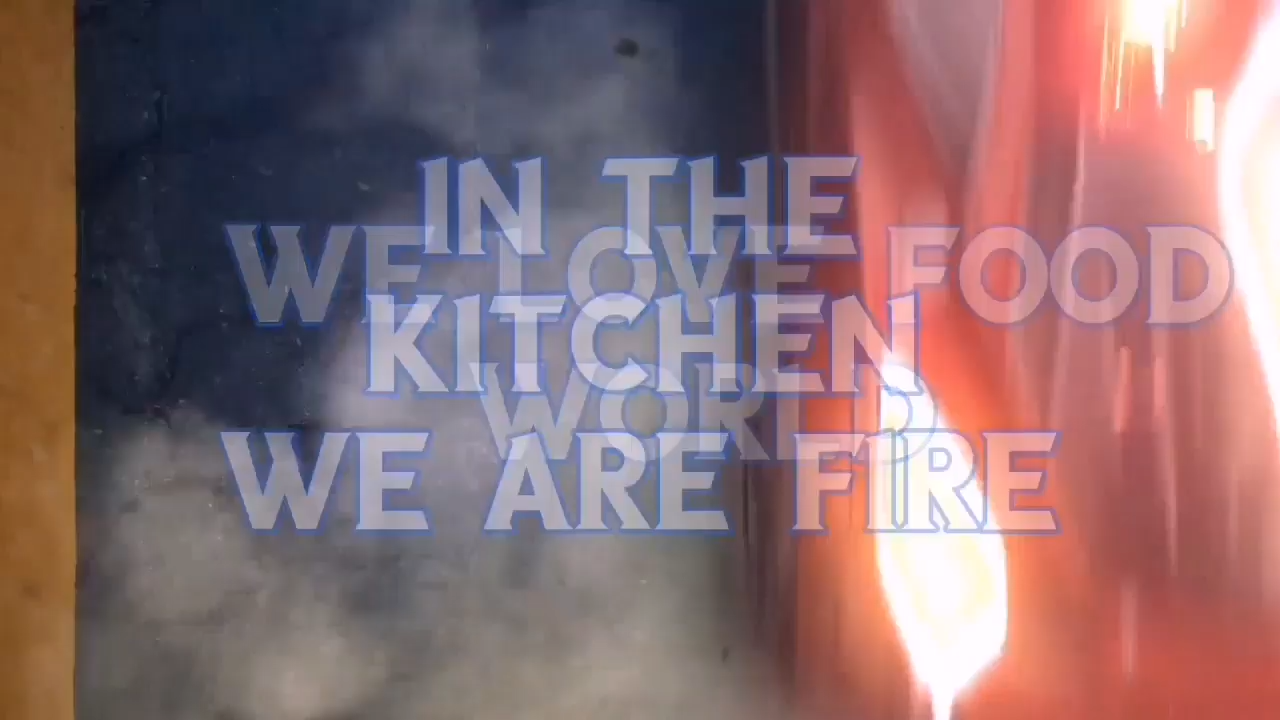 IN THE
WE LOVE FOOD
KITCHEN
WORLD
WE ARE FIRE